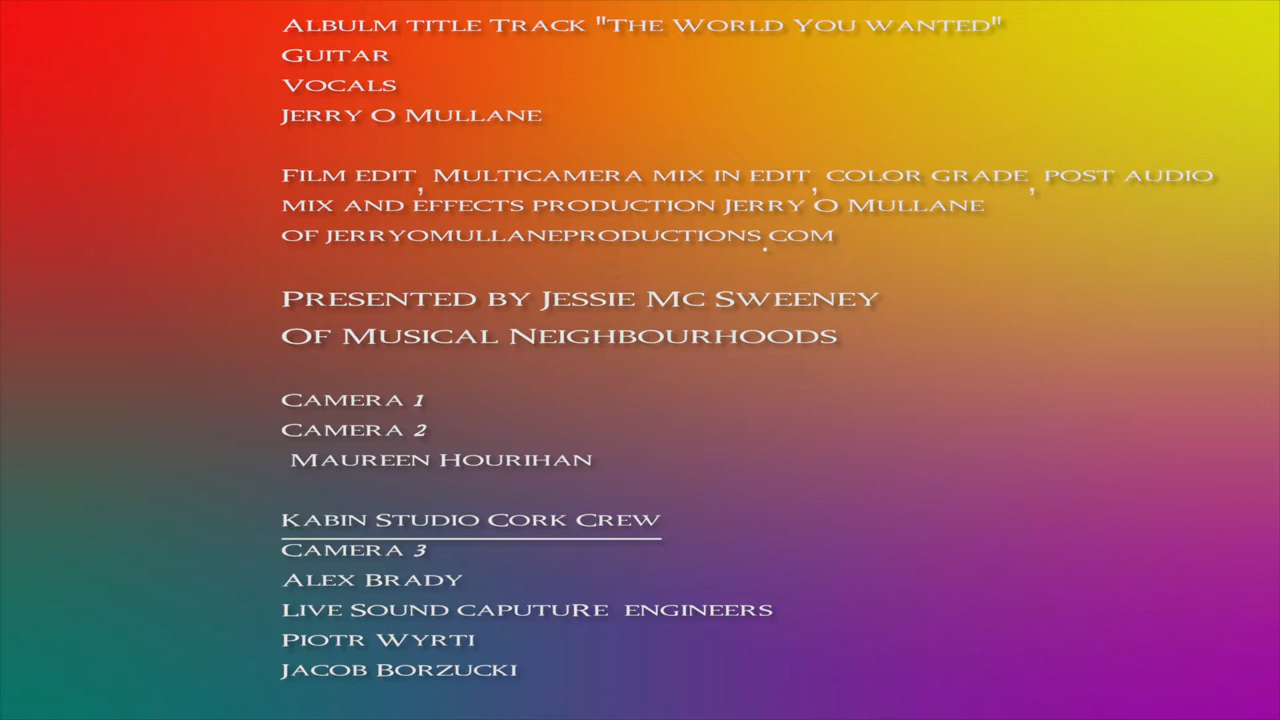 Albulm title Track "The World You wanted"
Guitar
Vocals
Jerry O Mullane
Film edit, Multicamera mix in edit, color grade, post audio
mix and effects production Jerry O Mullane
of jerryomullaneproductions.com
Presented by Jessie Mc Sweeney
Of Musical Neighbourhoods
Camera 1
Camera 2
Maureen Hourihan
Kabin Studio Cork Crew
Camera 3
Alex Brady
Live Sound caputuRe engineers
Piotr Wyrti
Jacob Borzucki